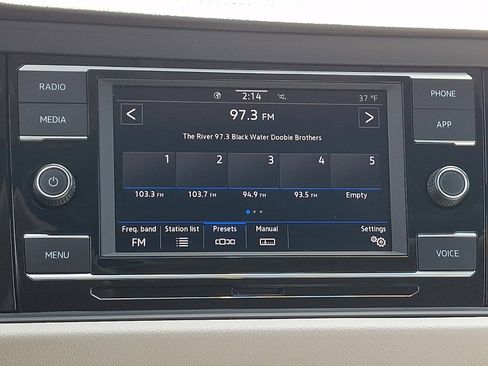 RADIO
MEDIA
MENU
2:14
37 °F
97.3 FM
The River 97.3 Black Water Doobie Brothers
1 2 3 4 5
103.3 FM 103.7 FM 94.9 FM 93.5 FM Empty
Freq. band Station list Presets Manual Settings
FM
PHONE
APP
VOICE